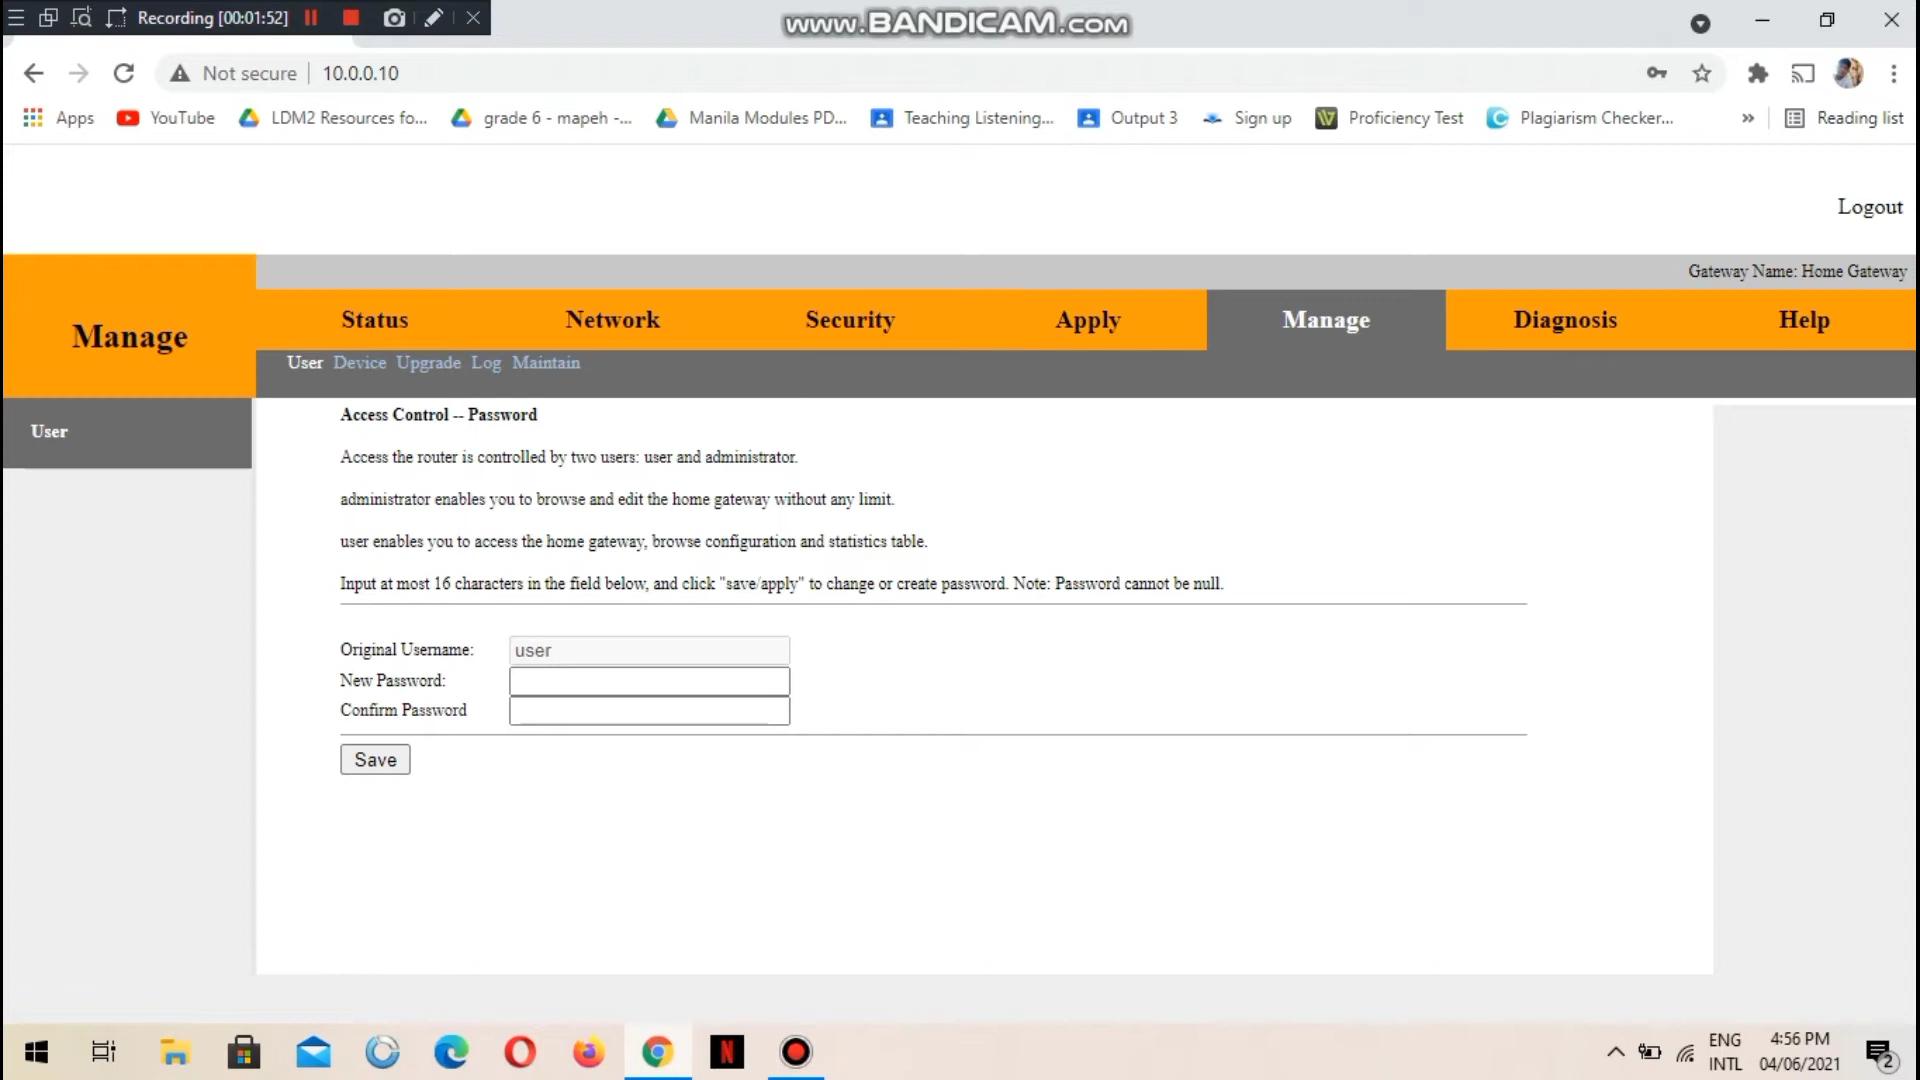 Recording [00:01:52]
www.BANDICAM.com
Not secure
10.0.0.10
Apps
YouTube
LDM2 Resources fo...
grade 6 - mapeh -...
Manila Modules PD...
Teaching Listening...
Output 3
Sign up
Proficiency Test
Plagiarism Checker...
»
Reading list
Logout
Gateway Name: Home Gateway
Manage
Status
Network
Security
Apply
Manage
Diagnosis
Help
User Device Upgrade Log Maintain
User
Access Control -- Password
Access the router is controlled by two users: user and administrator.
administrator enables you to browse and edit the home gateway without any limit.
user enables you to access the home gateway, browse configuration and statistics table.
Input at most 16 characters in the field below, and click "save/apply" to change or create password. Note: Password cannot be null.
Original Username: user
New Password:
Confirm Password
Save
N
ENG
INTL
4:56 PM
04/06/2021
2